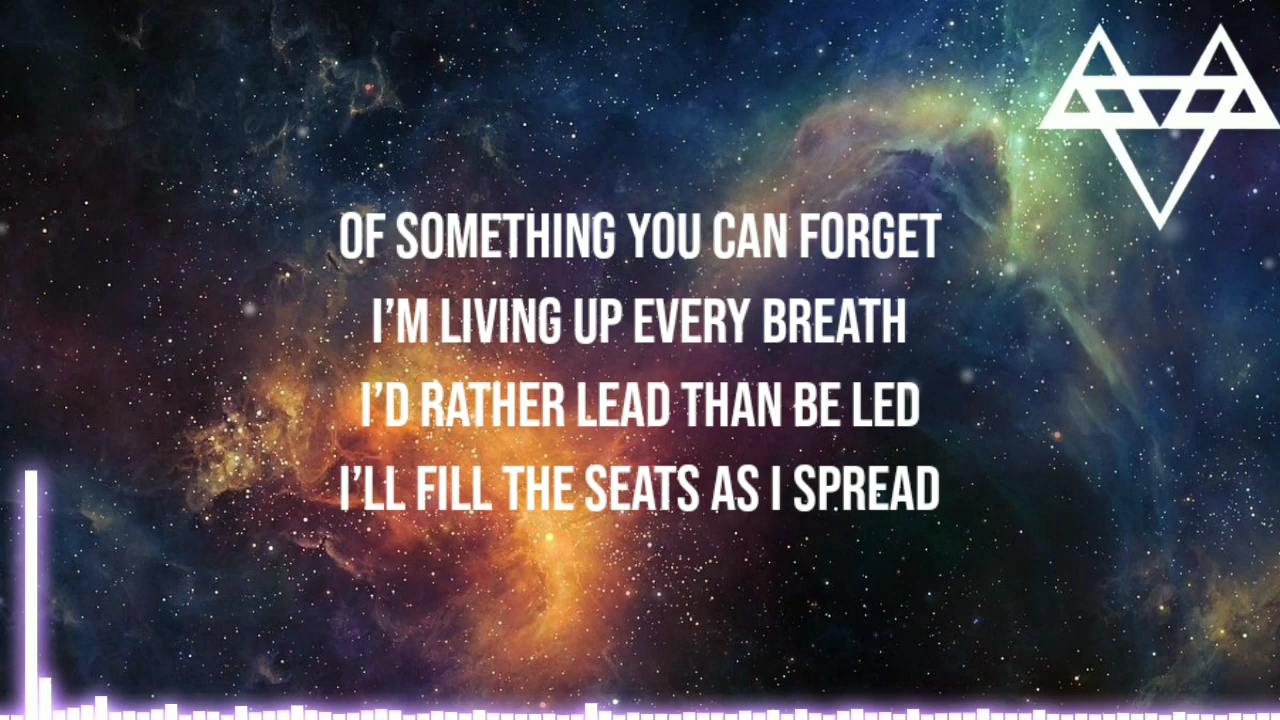 OF SOMETHING YOU CAN FORGET
I'M LIVING UP EVERY BREATH
I'D RATHER LEAD THAN BE LED
I'LL FILL THE SEATS AS I SPREAD